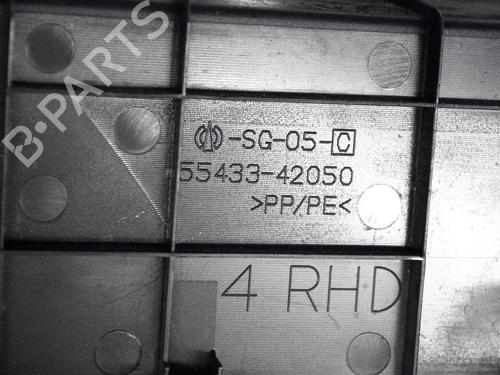 B-PARTS
-SG-05-C
55433-42050
>PP/PE<
4 RHD